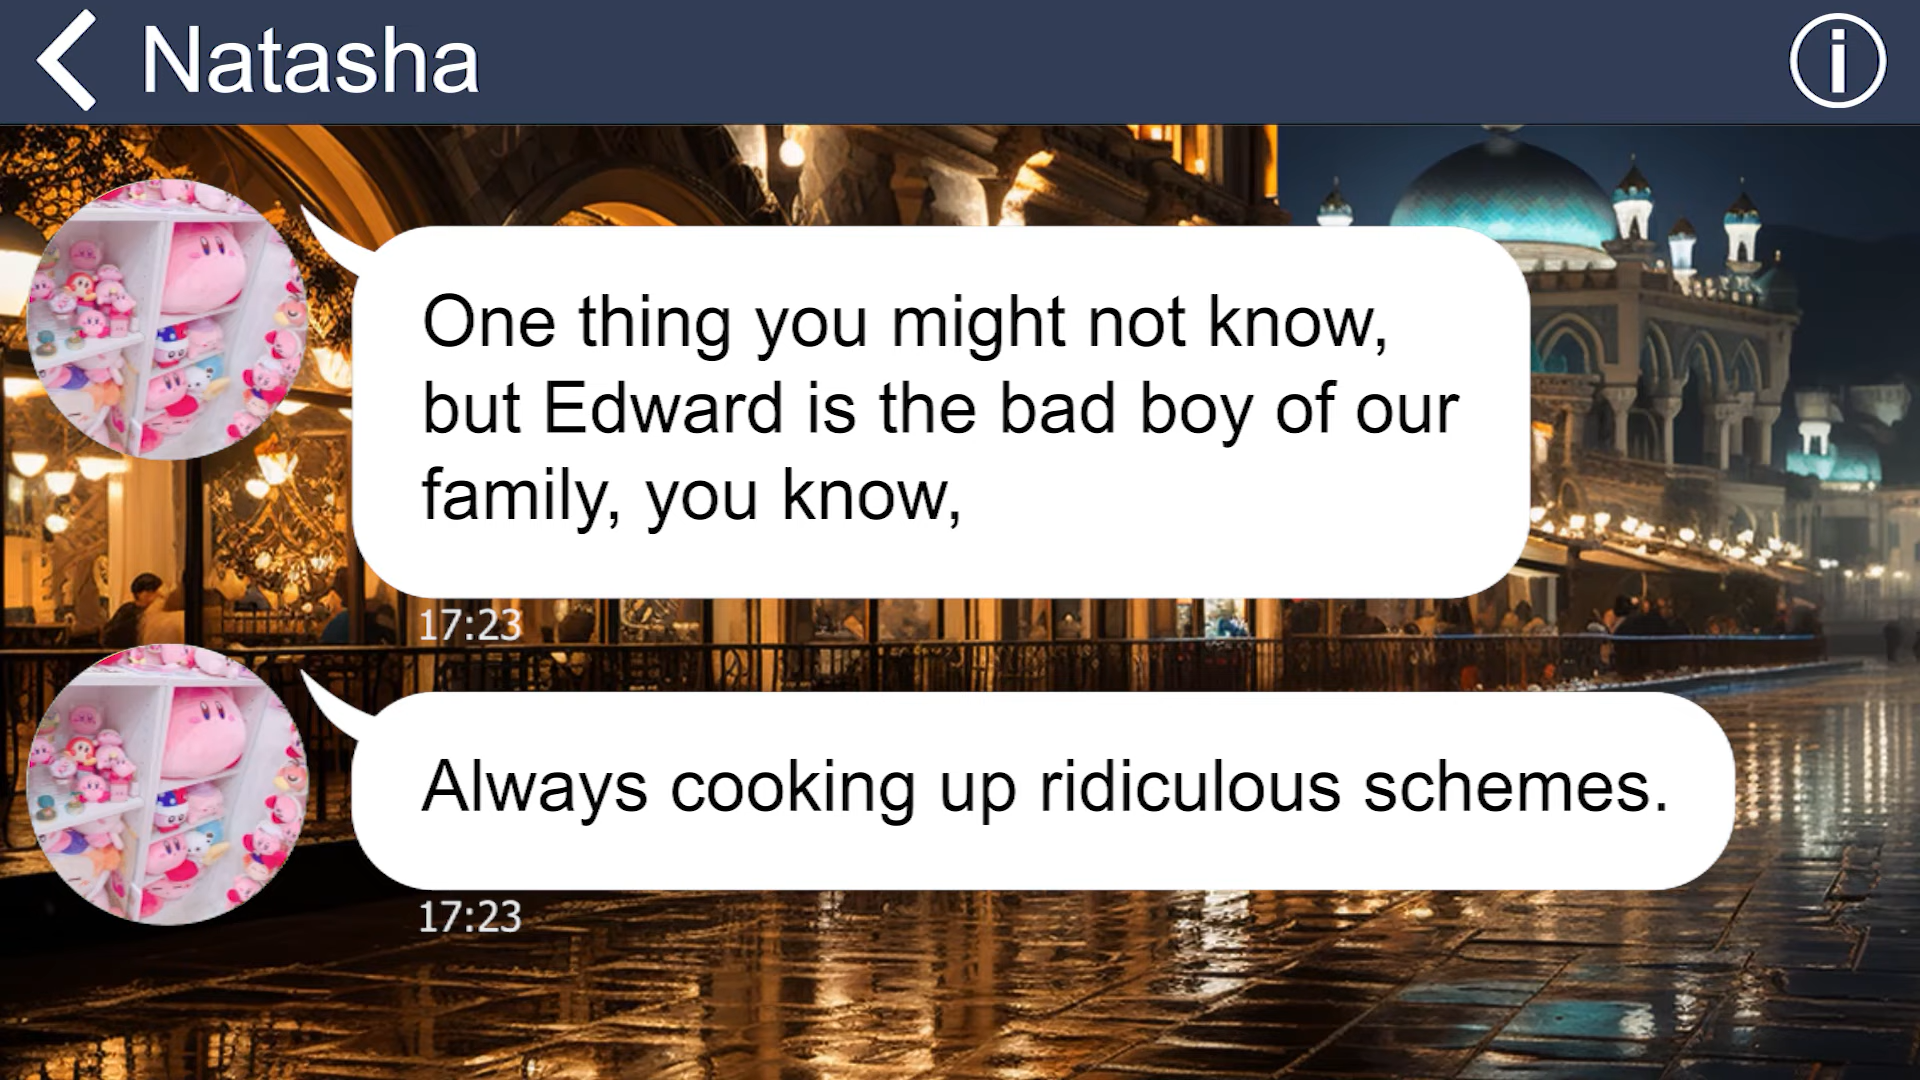 Natasha
One thing you might not know,
but Edward is the bad boy of our
family, you know,
17:23
Always cooking up ridiculous schemes.
17:23